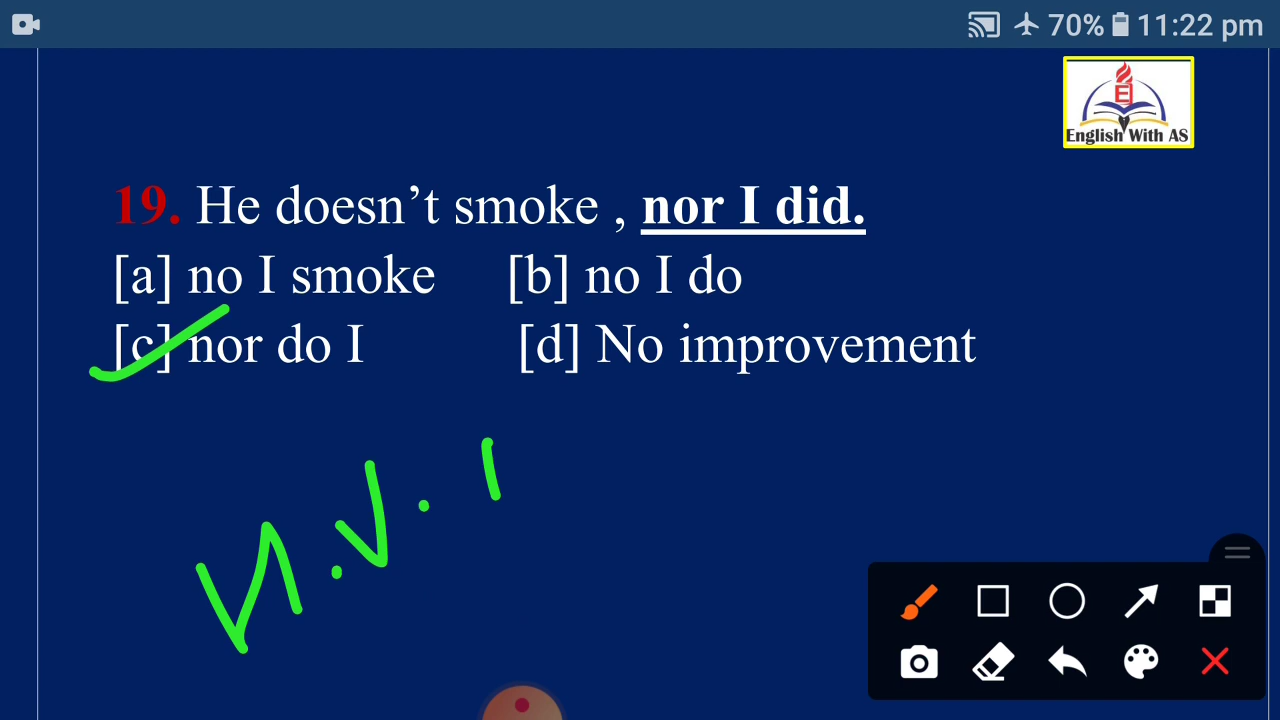 70% 11:22 pm
E
English With AS
19. He doesn’t smoke , nor I did.
[a] no I smoke [b] no I do
[c] nor do I [d] No improvement